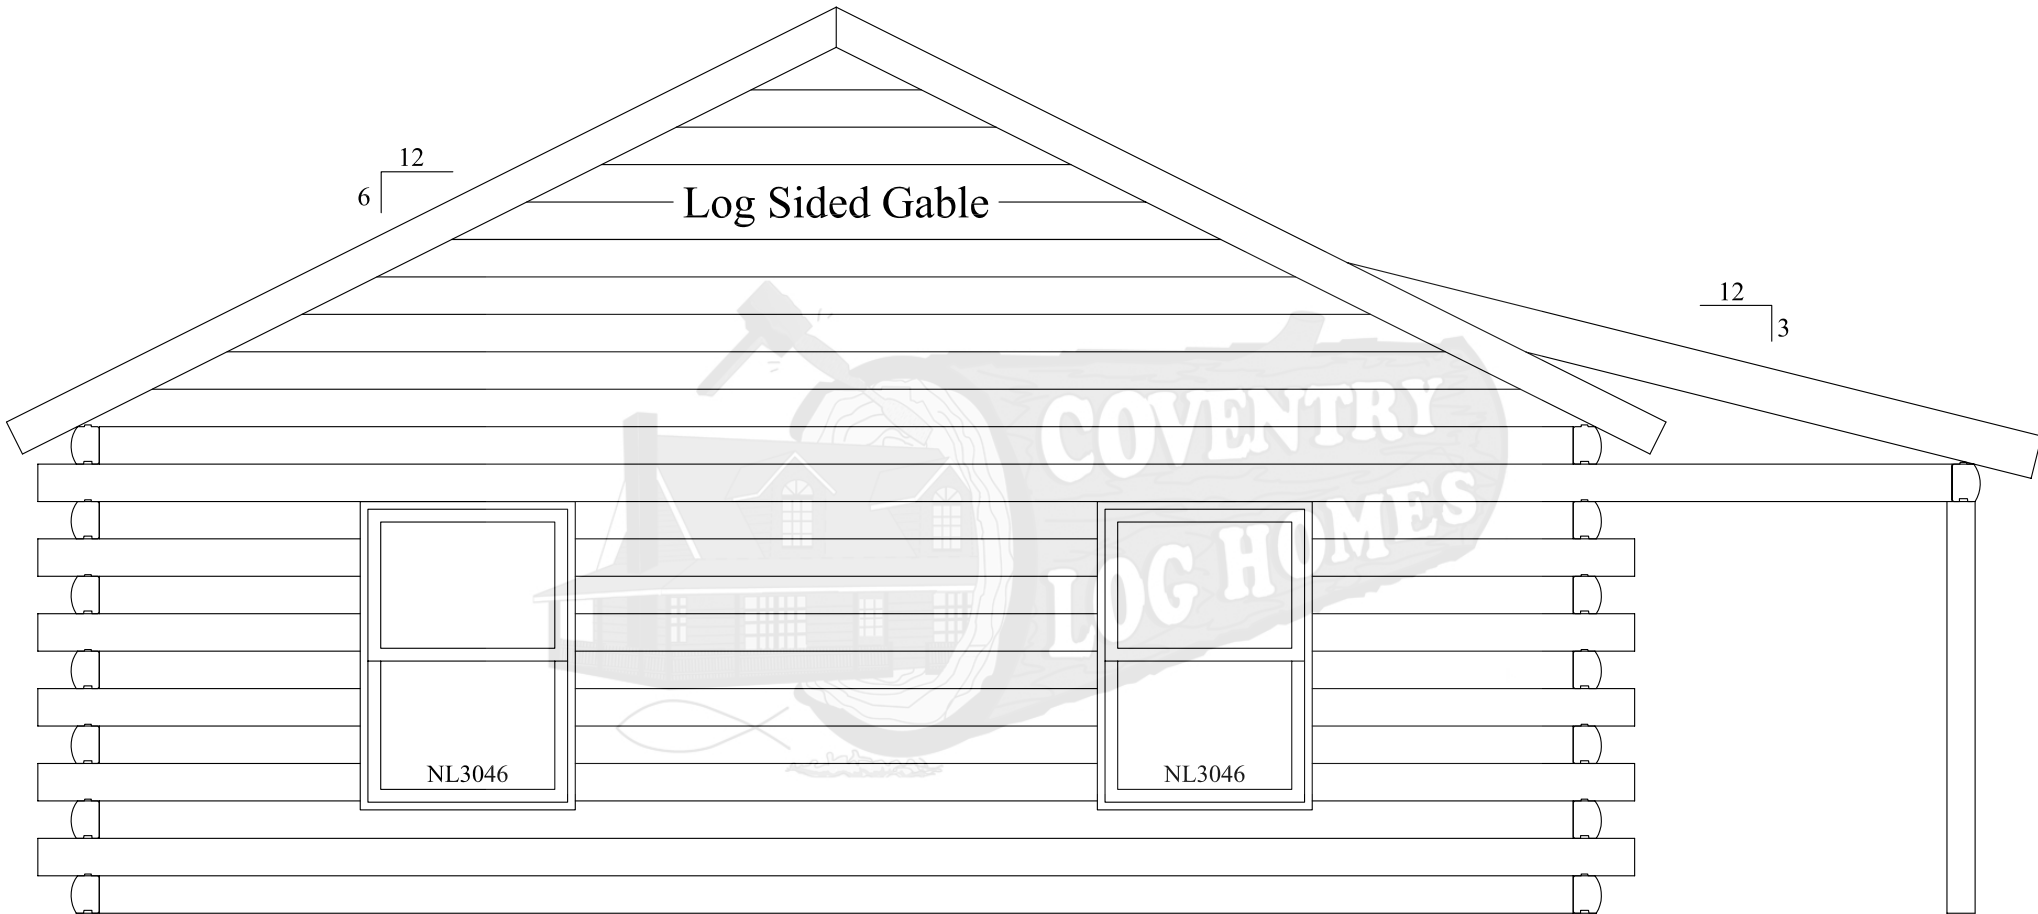 12
6
Log Sided Gable
12
3
COVENTRY
LOG HOMES
NL3046
NL3046